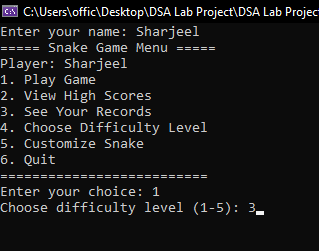 C:\Users\offic\Desktop\DSA Lab Project\DSA Lab Project\
Enter your name: Sharjeel
===== Snake Game Menu =====
Player: Sharjeel
1. Play Game
2. View High Scores
3. See Your Records
4. Choose Difficulty Level
5. Customize Snake
6. Quit
==========================
Enter your choice: 1
Choose difficulty level (1-5): 3